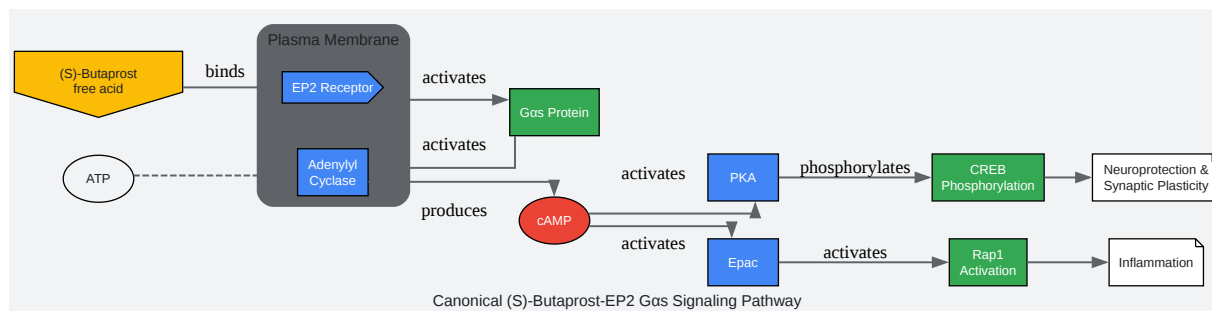 Plasma Membrane
(S)-Butaprost
free acid
binds
EP2 Receptor
activates
Gαs Protein
activates
ATP
Adenylyl
Cyclase
produces
cAMP
activates
PKA
phosphorylates
CREB
Phosphorylation
Neuroprotection &
Synaptic Plasticity
activates
Epac
activates
Rap1
Activation
Inflammation
Canonical (S)-Butaprost-EP2 Gαs Signaling Pathway